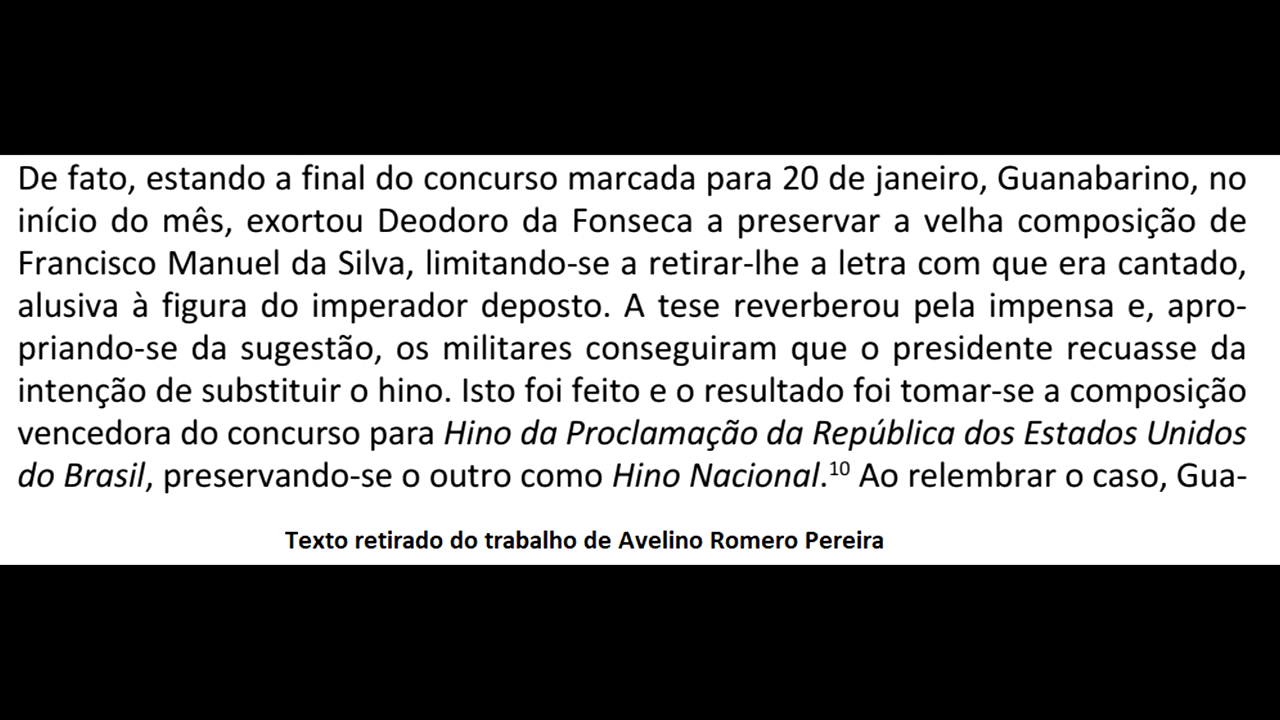 De fato, estando a final do concurso marcada para 20 de janeiro, Guanabarino, no
início do mês, exortou Deodoro da Fonseca a preservar a velha composição de
Francisco Manuel da Silva, limitando-se a retirar-lhe a letra com que era cantado,
alusiva à figura do imperador deposto. A tese reverberou pela impensa e, apro-
priando-se da sugestão, os militares conseguiram que o presidente recuasse da
intenção de substituir o hino. Isto foi feito e o resultado foi tomar-se a composição
vencedora do concurso para Hino da Proclamação da República dos Estados Unidos
do Brasil, preservando-se o outro como Hino Nacional.¹⁰ Ao relembrar o caso, Gua-
Texto retirado do trabalho de Avelino Romero Pereira